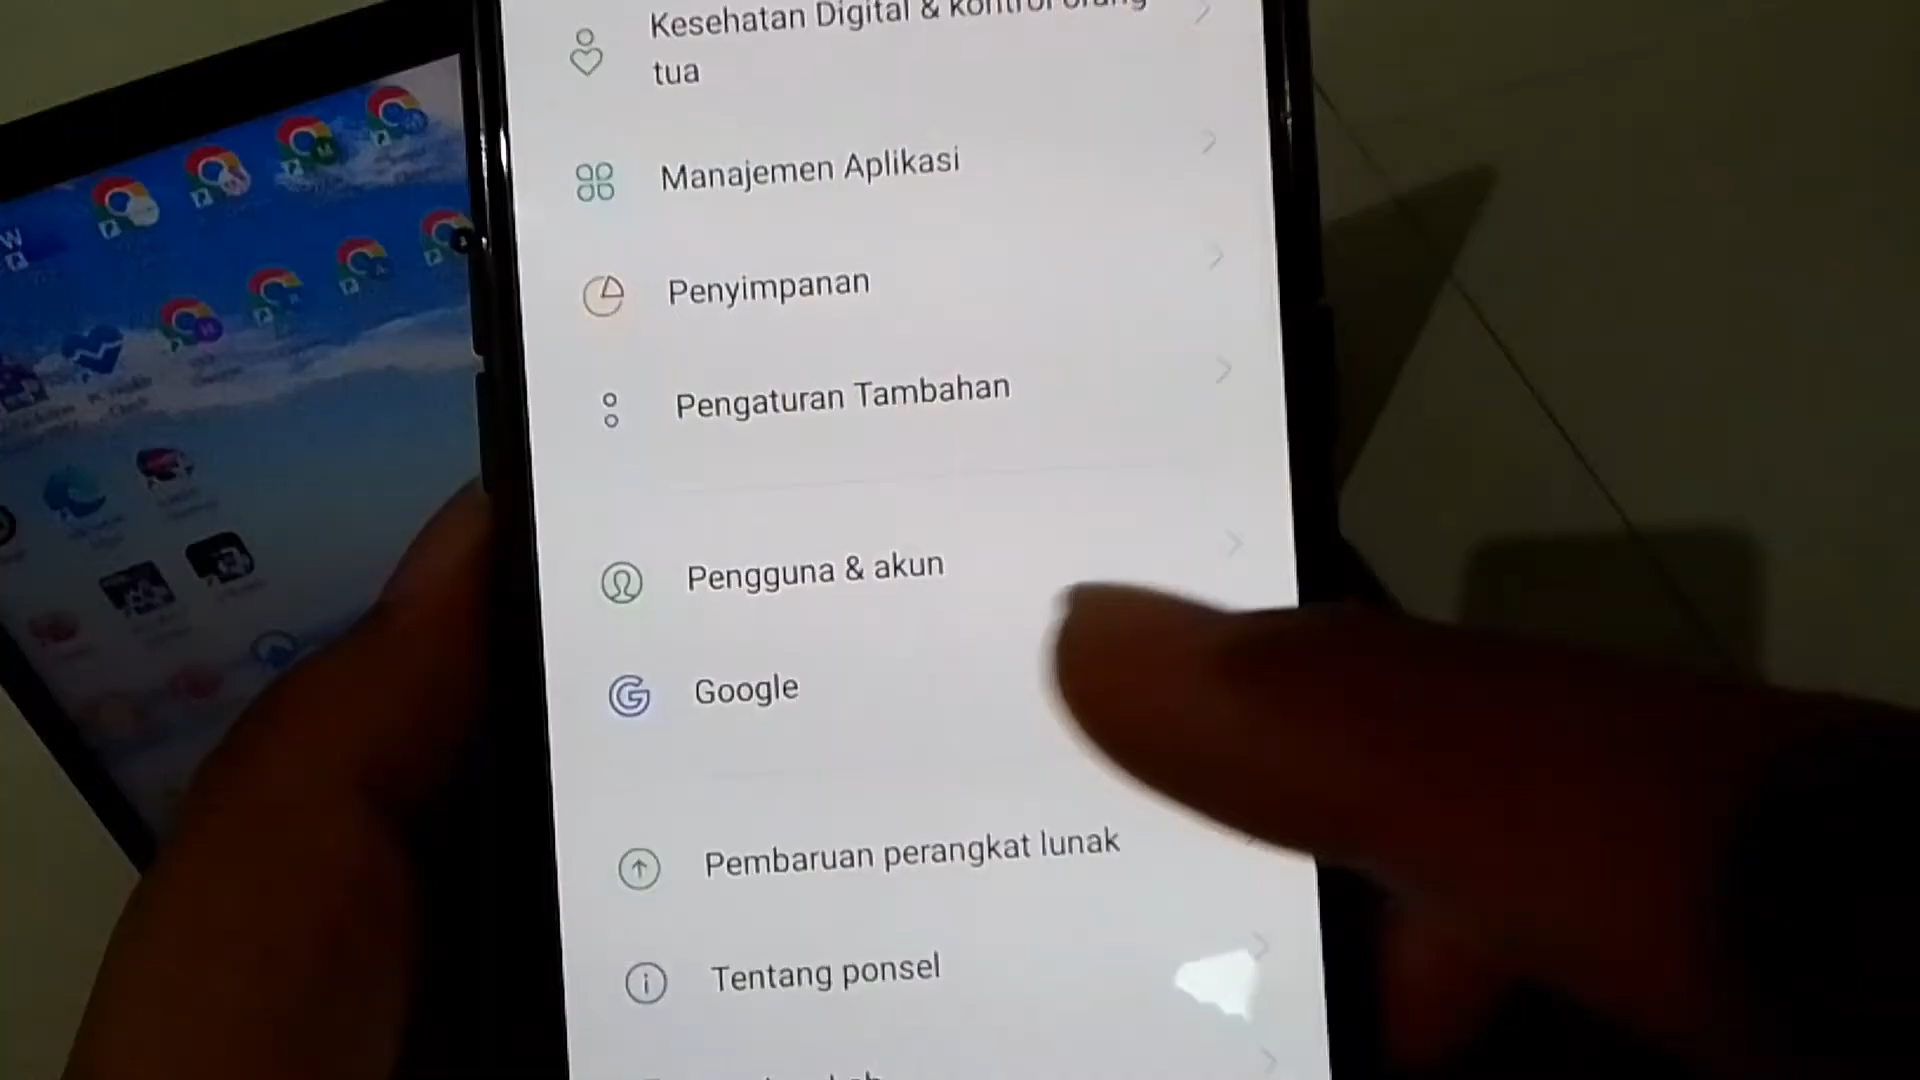 Kesehatan Digital & kontrol orang
tua
Manajemen Aplikasi
Penyimpanan
Pengaturan Tambahan
Pengguna & akun
Google
Pembaruan perangkat lunak
Tentang ponsel